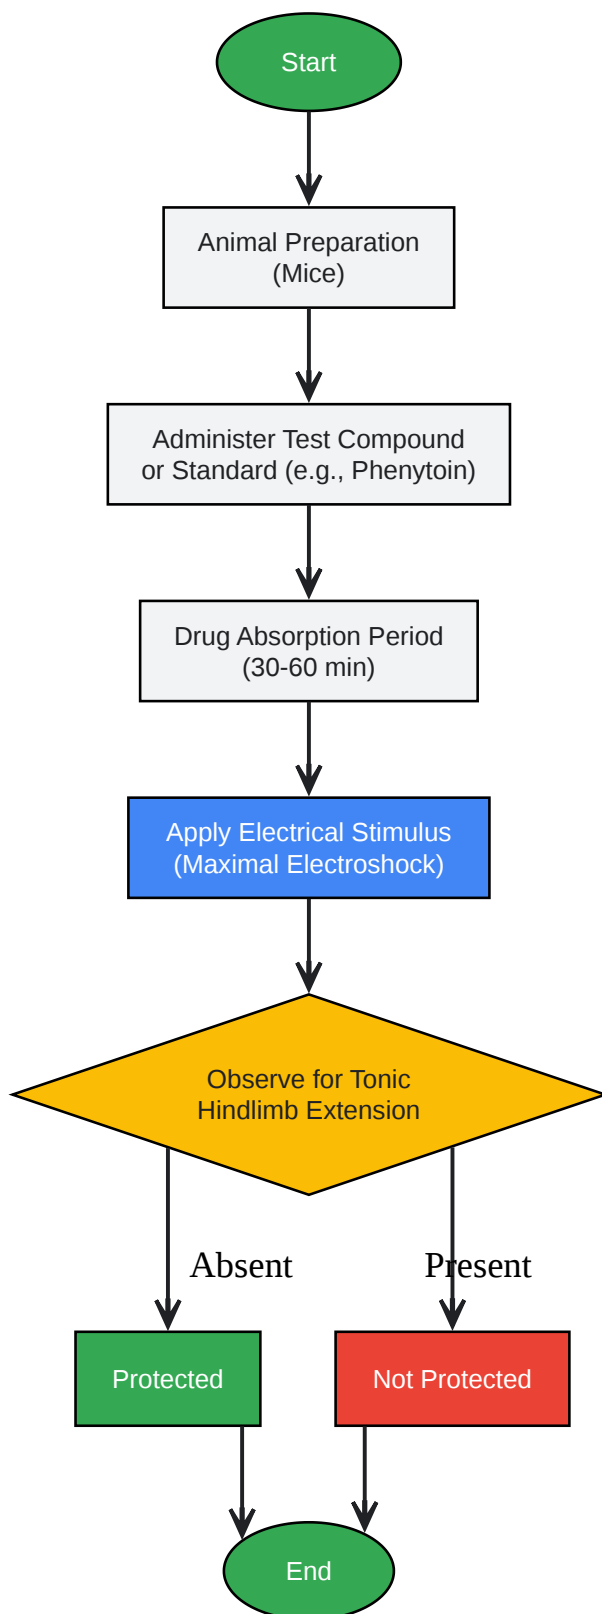 Start
Animal Preparation
(Mice)
Administer Test Compound
or Standard (e.g., Phenytoin)
Drug Absorption Period
(30-60 min)
Apply Electrical Stimulus
(Maximal Electroshock)
Observe for Tonic
Hindlimb Extension
Absent
Present
Protected
Not Protected
End